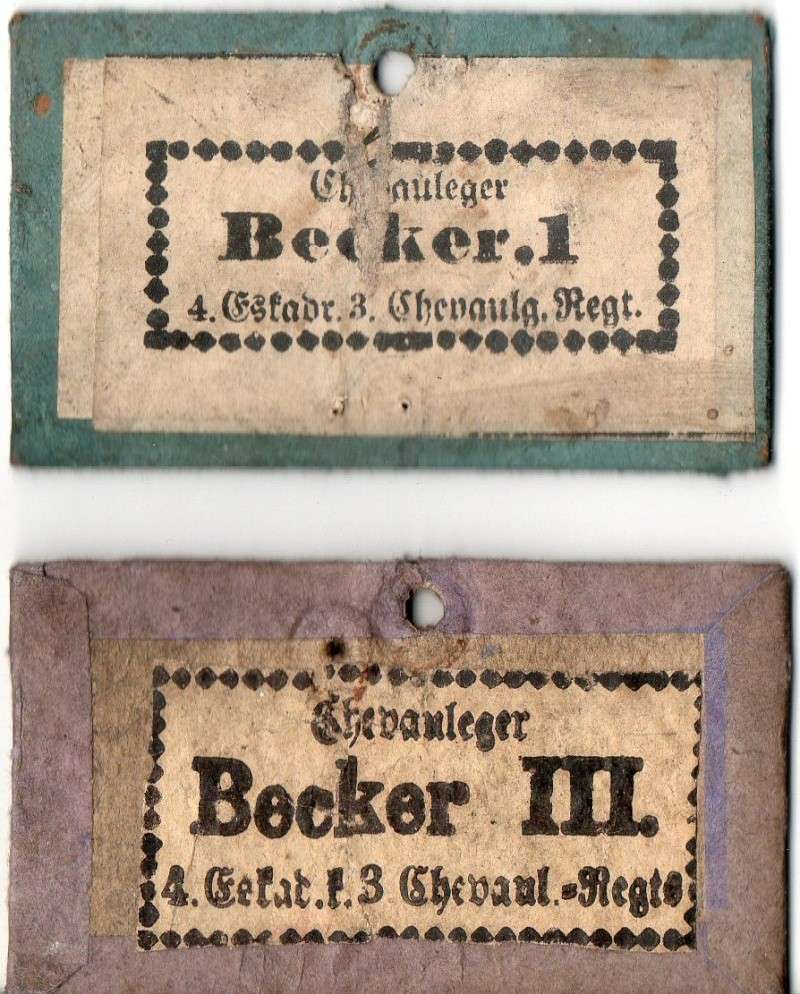 Chevauleger
Becker.1
4. Eskadr. 3. Chevaulg. Regt.
Chevauleger
Becker III.
4. Eskad. k. 3 Chevaul.-Regts